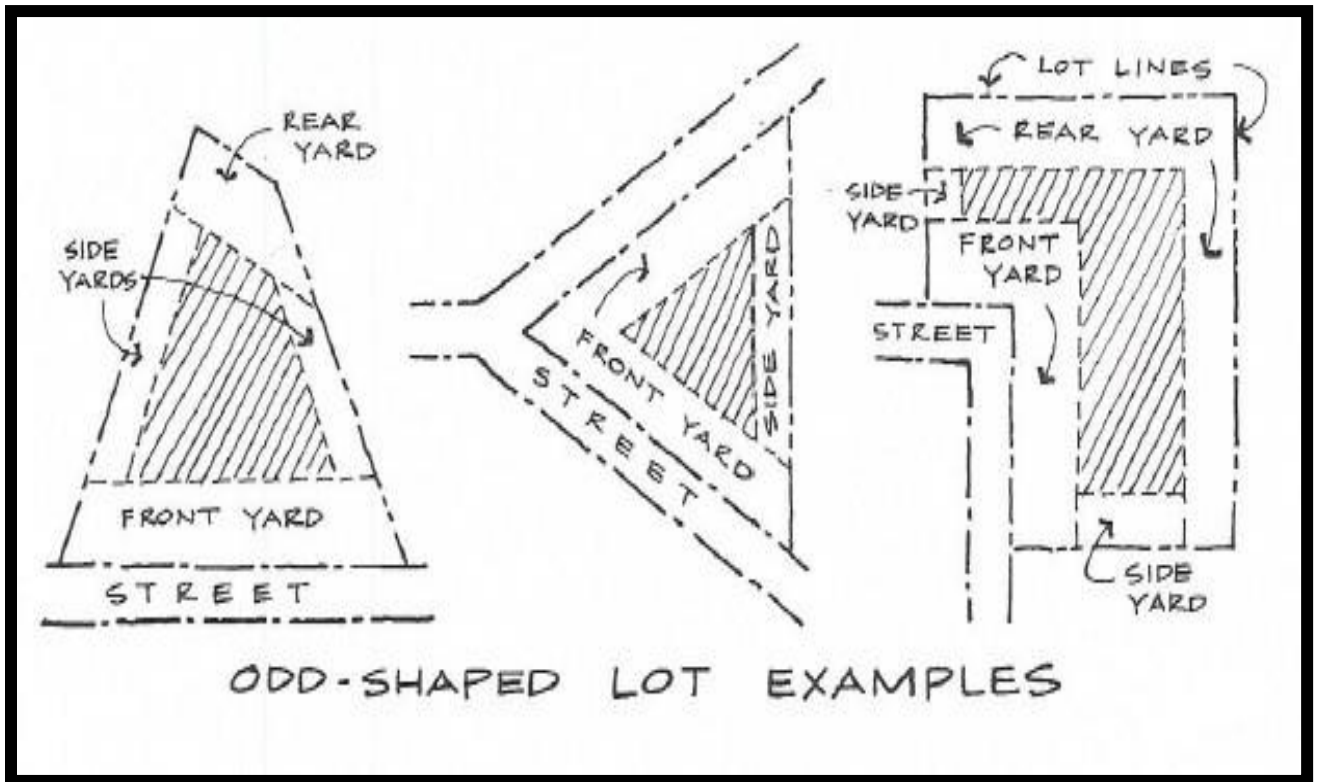 REAR
YARD
SIDE
YARDS
FRONT YARD
STREET
FRONT YARD
STREET
SIDE YARD
LOT LINES
REAR YARD
SIDE
YARD
FRONT
YARD
STREET
SIDE
YARD
ODD-SHAPED LOT EXAMPLES